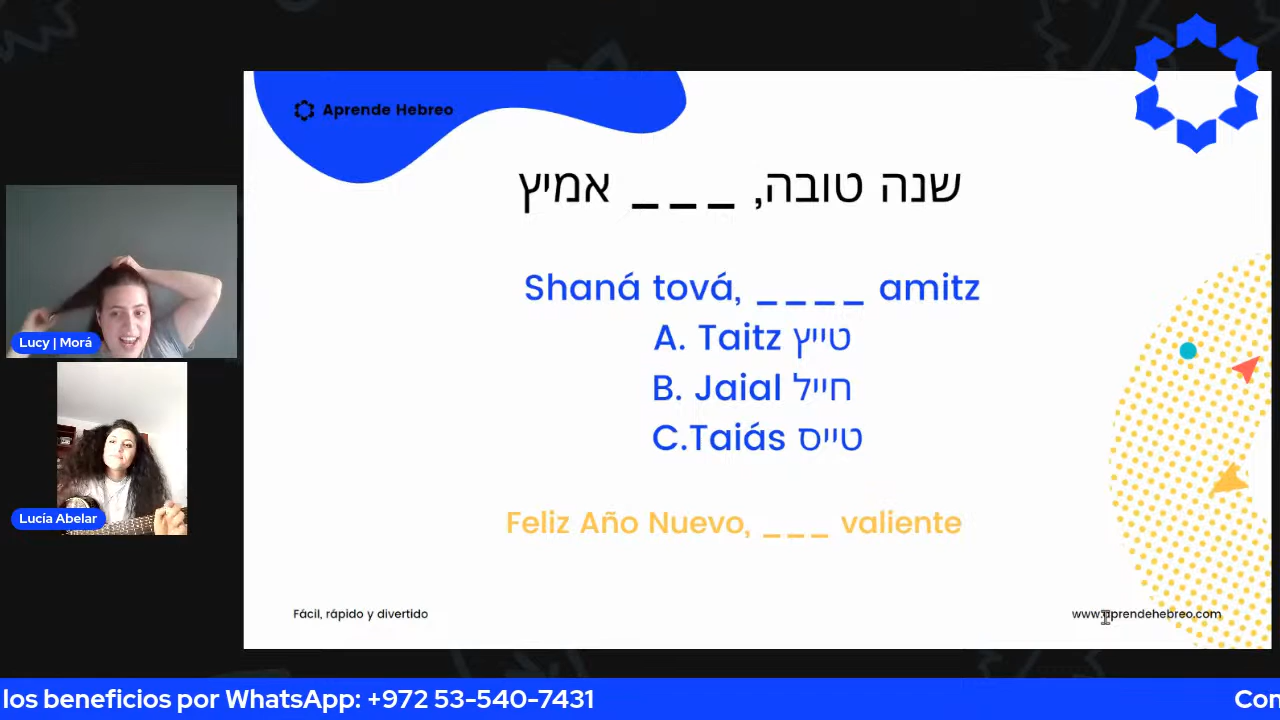 Aprende Hebreo
שנה טובה, _ _ _ אמיץ
Shaná tová, _ _ _ _ amitz
A. Taitz טייץ
B. Jaial חייל
C.Taiás טייס
Feliz Año Nuevo, _ _ _ valiente
Fácil, rápido y divertido
www.aprendehebreo.com
Lucy | Morá
Lucía Abelar
los beneficios por WhatsApp: +972 53-540-7431
Con